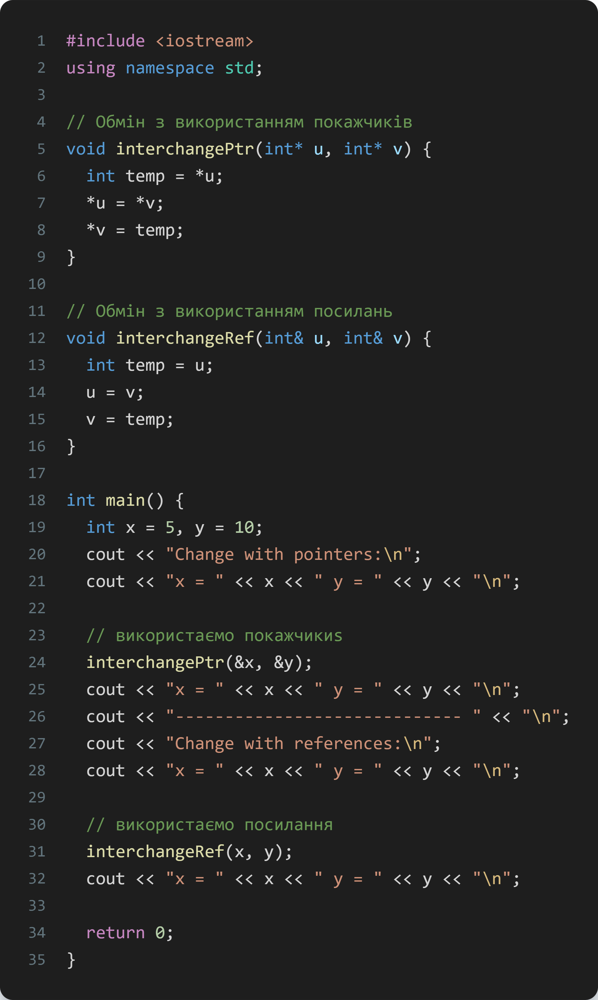 1 #include <iostream>
2 using namespace std;
3
4 // Обмін з використанням покажчиків
5 void interchangePtr(int* u, int* v) {
6   int temp = *u;
7   *u = *v;
8   *v = temp;
9 }
10
11 // Обмін з використанням посилань
12 void interchangeRef(int& u, int& v) {
13   int temp = u;
14   u = v;
15   v = temp;
16 }
17
18 int main() {
19   int x = 5, y = 10;
20   cout << "Change with pointers:\n";
21   cout << "x = " << x << " y = " << y << "\n";
22
23   // використаємо покажчикиs
24   interchangePtr(&x, &y);
25   cout << "x = " << x << " y = " << y << "\n";
26   cout << "----------------------------- " << "\n";
27   cout << "Change with references:\n";
28   cout << "x = " << x << " y = " << y << "\n";
29
30   // використаємо посилання
31   interchangeRef(x, y);
32   cout << "x = " << x << " y = " << y << "\n";
33
34   return 0;
35 }